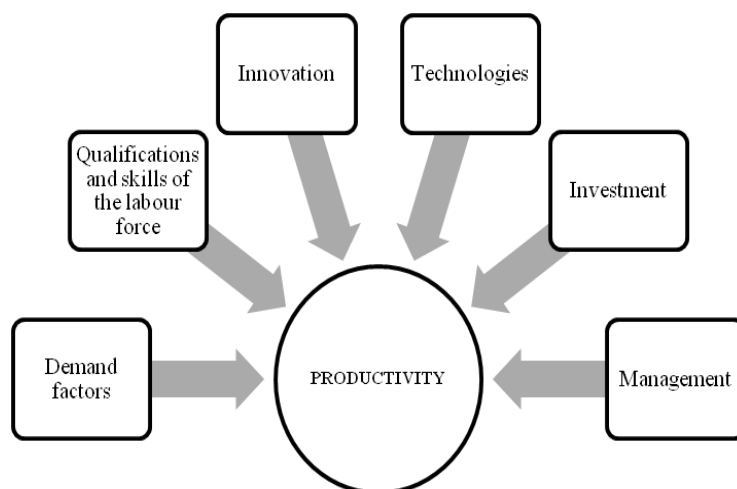 Innovation
Technologies
Qualifications
and skills of
the labour
force
Investment
Demand
factors
PRODUCTIVITY
Management